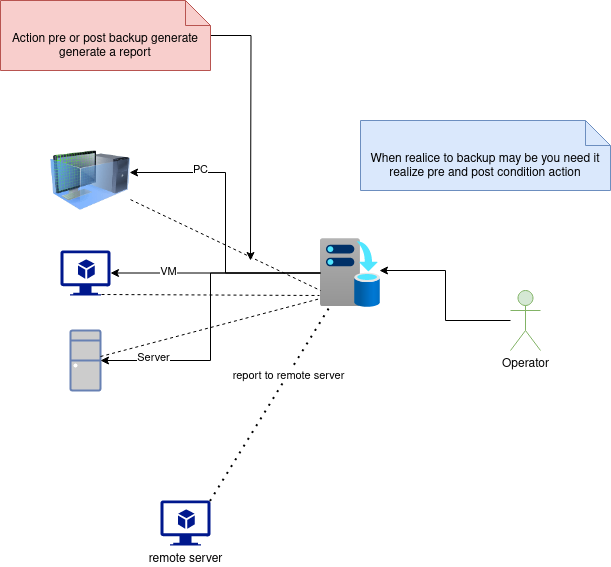 Action pre or post backup generate
generate a report
When realice to backup may be you need it
realize pre and post condition action
PC
VM
Server
Operator
report to remote server
remote server